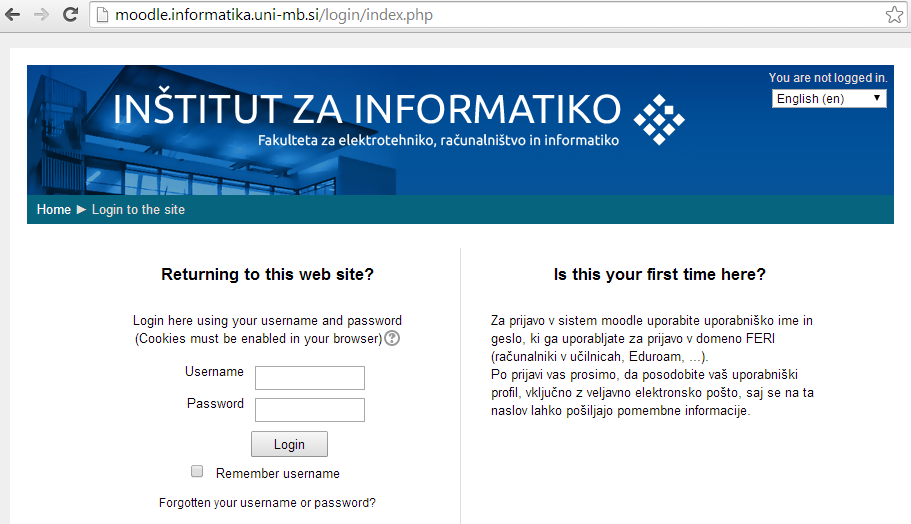 moodle.informatika.uni-mb.si/login/index.php
You are not logged in.
English (en)
INŠTITUT ZA INFORMATIKO
Fakulteta za elektrotehniko, računalništvo in informatiko
Home ► Login to the site
Returning to this web site?
Login here using your username and password
(Cookies must be enabled in your browser)
Username
Password
Login
Remember username
Forgotten your username or password?
Is this your first time here?
Za prijavo v sistem moodle uporabite uporabniško ime in
geslo, ki ga uporabljate za prijavo v domeno FERI
(računalniki v učilnicah, Eduroam, ...).
Po prijavi vas prosimo, da posodobite vaš uporabniški
profil, vključno z veljavno elektronsko pošto, saj se na ta
naslov lahko pošiljajo pomembne informacije.